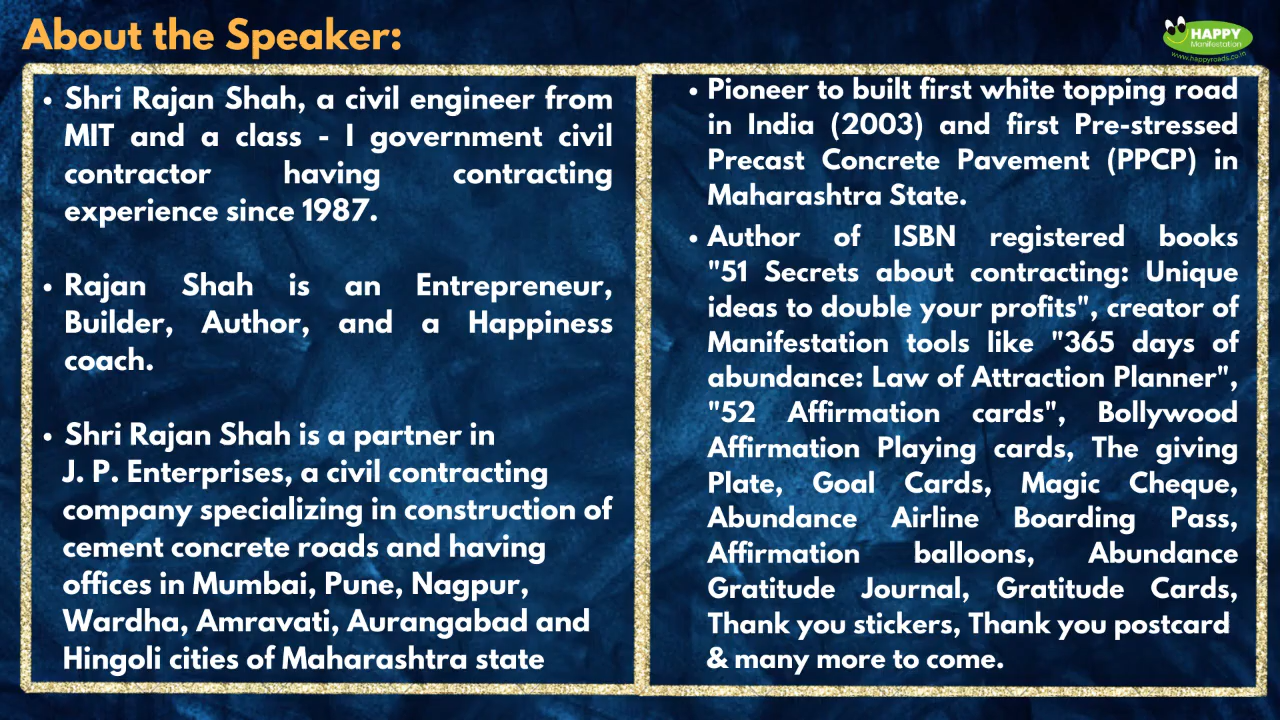 About the Speaker:
HAPPY
Manifestation
www.happyroads.co.in
• Shri Rajan Shah, a civil engineer from
MIT and a class - I government civil
contractor having contracting
experience since 1987.
• Rajan Shah is an Entrepreneur,
Builder, Author, and a Happiness
coach.
• Shri Rajan Shah is a partner in
J. P. Enterprises, a civil contracting
company specializing in construction of
cement concrete roads and having
offices in Mumbai, Pune, Nagpur,
Wardha, Amravati, Aurangabad and
Hingoli cities of Maharashtra state
• Pioneer to built first white topping road
in India (2003) and first Pre-stressed
Precast Concrete Pavement (PPCP) in
Maharashtra State.
• Author of ISBN registered books
"51 Secrets about contracting: Unique
ideas to double your profits", creator of
Manifestation tools like "365 days of
abundance: Law of Attraction Planner",
"52 Affirmation cards", Bollywood
Affirmation Playing cards, The giving
Plate, Goal Cards, Magic Cheque,
Abundance Airline Boarding Pass,
Affirmation balloons, Abundance
Gratitude Journal, Gratitude Cards,
Thank you stickers, Thank you postcard
& many more to come.